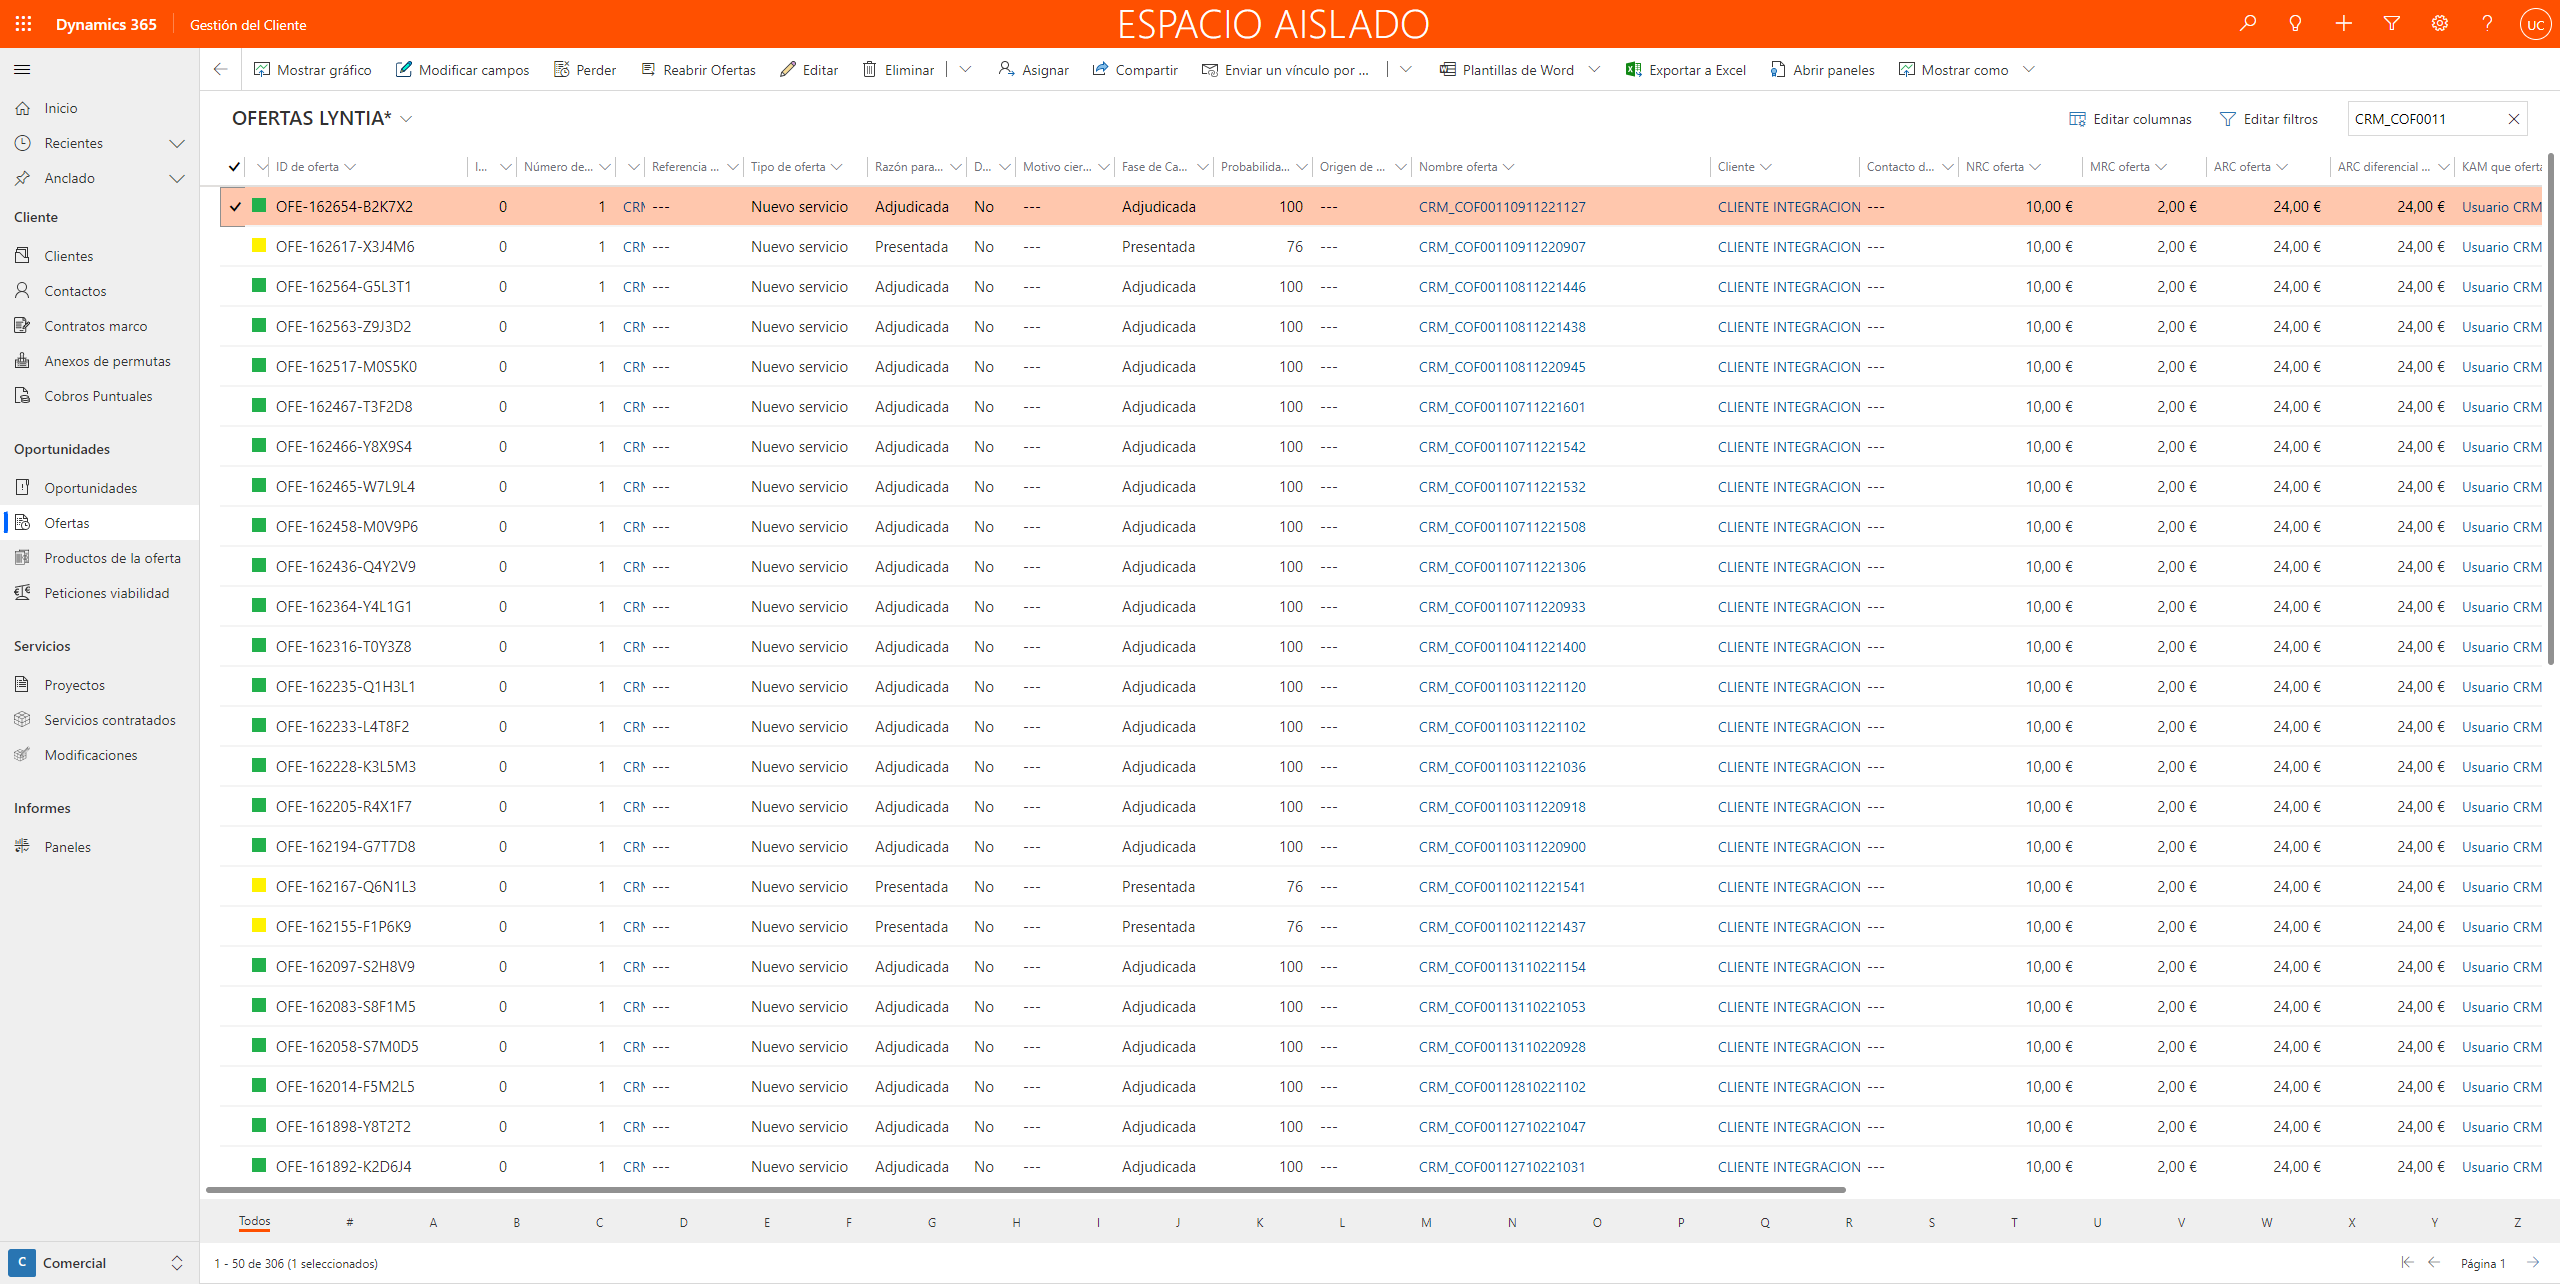 Dynamics 365 Gestión del Cliente ESPACIO AISLADO UC
Mostrar gráfico Modificar campos Perder Reabrir Ofertas Editar Eliminar Asignar Compartir Enviar un vínculo por ... Plantillas de Word Exportar a Excel Abrir paneles Mostrar como
Inicio
Recientes
Anclado
Cliente
Clientes
Contactos
Contratos marco
Anexos de permutas
Cobros Puntuales
Oportunidades
Oportunidades
Ofertas
Productos de la oferta
Peticiones viabilidad
Servicios
Proyectos
Servicios contratados
Modificaciones
Informes
Paneles
C Comercial
OFERTAS LYNTIA* Editar columnas Editar filtros CRM_COF0011
ID de oferta I... Número de... Referencia ... Tipo de oferta Razón para... D... Motivo cier... Fase de Ca... Probabilida... Origen de ... Nombre oferta Cliente Contacto d... NRC oferta MRC oferta ARC oferta ARC diferencial ... KAM que oferta
OFE-162654-B2K7X2 0 1 CRM --- Nuevo servicio Adjudicada No --- Adjudicada 100 --- CRM_COF00110911221127 CLIENTE INTEGRACION --- 10,00 € 2,00 € 24,00 € 24,00 € Usuario CRM
OFE-162617-X3J4M6 0 1 CRM --- Nuevo servicio Presentada No --- Presentada 76 --- CRM_COF00110911220907 CLIENTE INTEGRACION --- 10,00 € 2,00 € 24,00 € 24,00 € Usuario CRM
OFE-162564-G5L3T1 0 1 CRM --- Nuevo servicio Adjudicada No --- Adjudicada 100 --- CRM_COF00110811221446 CLIENTE INTEGRACION --- 10,00 € 2,00 € 24,00 € 24,00 € Usuario CRM
OFE-162563-Z9J3D2 0 1 CRM --- Nuevo servicio Adjudicada No --- Adjudicada 100 --- CRM_COF00110811221438 CLIENTE INTEGRACION --- 10,00 € 2,00 € 24,00 € 24,00 € Usuario CRM
OFE-162517-M0S5K0 0 1 CRM --- Nuevo servicio Adjudicada No --- Adjudicada 100 --- CRM_COF00110811220945 CLIENTE INTEGRACION --- 10,00 € 2,00 € 24,00 € 24,00 € Usuario CRM
OFE-162467-T3F2D8 0 1 CRM --- Nuevo servicio Adjudicada No --- Adjudicada 100 --- CRM_COF00110711221601 CLIENTE INTEGRACION --- 10,00 € 2,00 € 24,00 € 24,00 € Usuario CRM
OFE-162466-Y8X9S4 0 1 CRM --- Nuevo servicio Adjudicada No --- Adjudicada 100 --- CRM_COF00110711221542 CLIENTE INTEGRACION --- 10,00 € 2,00 € 24,00 € 24,00 € Usuario CRM
OFE-162465-W7L9L4 0 1 CRM --- Nuevo servicio Adjudicada No --- Adjudicada 100 --- CRM_COF00110711221532 CLIENTE INTEGRACION --- 10,00 € 2,00 € 24,00 € 24,00 € Usuario CRM
OFE-162458-M0V9P6 0 1 CRM --- Nuevo servicio Adjudicada No --- Adjudicada 100 --- CRM_COF00110711221508 CLIENTE INTEGRACION --- 10,00 € 2,00 € 24,00 € 24,00 € Usuario CRM
OFE-162436-Q4Y2V9 0 1 CRM --- Nuevo servicio Adjudicada No --- Adjudicada 100 --- CRM_COF00110711221306 CLIENTE INTEGRACION --- 10,00 € 2,00 € 24,00 € 24,00 € Usuario CRM
OFE-162364-Y4L1G1 0 1 CRM --- Nuevo servicio Adjudicada No --- Adjudicada 100 --- CRM_COF00110711220933 CLIENTE INTEGRACION --- 10,00 € 2,00 € 24,00 € 24,00 € Usuario CRM
OFE-162316-T0Y3Z8 0 1 CRM --- Nuevo servicio Adjudicada No --- Adjudicada 100 --- CRM_COF00110411221400 CLIENTE INTEGRACION --- 10,00 € 2,00 € 24,00 € 24,00 € Usuario CRM
OFE-162235-Q1H3L1 0 1 CRM --- Nuevo servicio Adjudicada No --- Adjudicada 100 --- CRM_COF00110311221120 CLIENTE INTEGRACION --- 10,00 € 2,00 € 24,00 € 24,00 € Usuario CRM
OFE-162233-L4T8F2 0 1 CRM --- Nuevo servicio Adjudicada No --- Adjudicada 100 --- CRM_COF00110311221102 CLIENTE INTEGRACION --- 10,00 € 2,00 € 24,00 € 24,00 € Usuario CRM
OFE-162228-K3L5M3 0 1 CRM --- Nuevo servicio Adjudicada No --- Adjudicada 100 --- CRM_COF00110311221036 CLIENTE INTEGRACION --- 10,00 € 2,00 € 24,00 € 24,00 € Usuario CRM
OFE-162205-R4X1F7 0 1 CRM --- Nuevo servicio Adjudicada No --- Adjudicada 100 --- CRM_COF00110311220918 CLIENTE INTEGRACION --- 10,00 € 2,00 € 24,00 € 24,00 € Usuario CRM
OFE-162194-G7T7D8 0 1 CRM --- Nuevo servicio Adjudicada No --- Adjudicada 100 --- CRM_COF00110311220900 CLIENTE INTEGRACION --- 10,00 € 2,00 € 24,00 € 24,00 € Usuario CRM
OFE-162167-Q6N1L3 0 1 CRM --- Nuevo servicio Presentada No --- Presentada 76 --- CRM_COF00110211221541 CLIENTE INTEGRACION --- 10,00 € 2,00 € 24,00 € 24,00 € Usuario CRM
OFE-162155-F1P6K9 0 1 CRM --- Nuevo servicio Presentada No --- Presentada 76 --- CRM_COF00110211221437 CLIENTE INTEGRACION --- 10,00 € 2,00 € 24,00 € 24,00 € Usuario CRM
OFE-162097-S2H8V9 0 1 CRM --- Nuevo servicio Adjudicada No --- Adjudicada 100 --- CRM_COF00113110221154 CLIENTE INTEGRACION --- 10,00 € 2,00 € 24,00 € 24,00 € Usuario CRM
OFE-162083-S8F1M5 0 1 CRM --- Nuevo servicio Adjudicada No --- Adjudicada 100 --- CRM_COF00113110221053 CLIENTE INTEGRACION --- 10,00 € 2,00 € 24,00 € 24,00 € Usuario CRM
OFE-162058-S7M0D5 0 1 CRM --- Nuevo servicio Adjudicada No --- Adjudicada 100 --- CRM_COF00113110220928 CLIENTE INTEGRACION --- 10,00 € 2,00 € 24,00 € 24,00 € Usuario CRM
OFE-162014-F5M2L5 0 1 CRM --- Nuevo servicio Adjudicada No --- Adjudicada 100 --- CRM_COF00112810221102 CLIENTE INTEGRACION --- 10,00 € 2,00 € 24,00 € 24,00 € Usuario CRM
OFE-161898-Y8T2T2 0 1 CRM --- Nuevo servicio Adjudicada No --- Adjudicada 100 --- CRM_COF00112710221047 CLIENTE INTEGRACION --- 10,00 € 2,00 € 24,00 € 24,00 € Usuario CRM
OFE-161892-K2D6J4 0 1 CRM --- Nuevo servicio Adjudicada No --- Adjudicada 100 --- CRM_COF00112710221031 CLIENTE INTEGRACION --- 10,00 € 2,00 € 24,00 € 24,00 € Usuario CRM
Todos # A B C D E F G H I J K L M N O P Q R S T U V W X Y Z
1 - 50 de 306 (1 seleccionados) Página 1